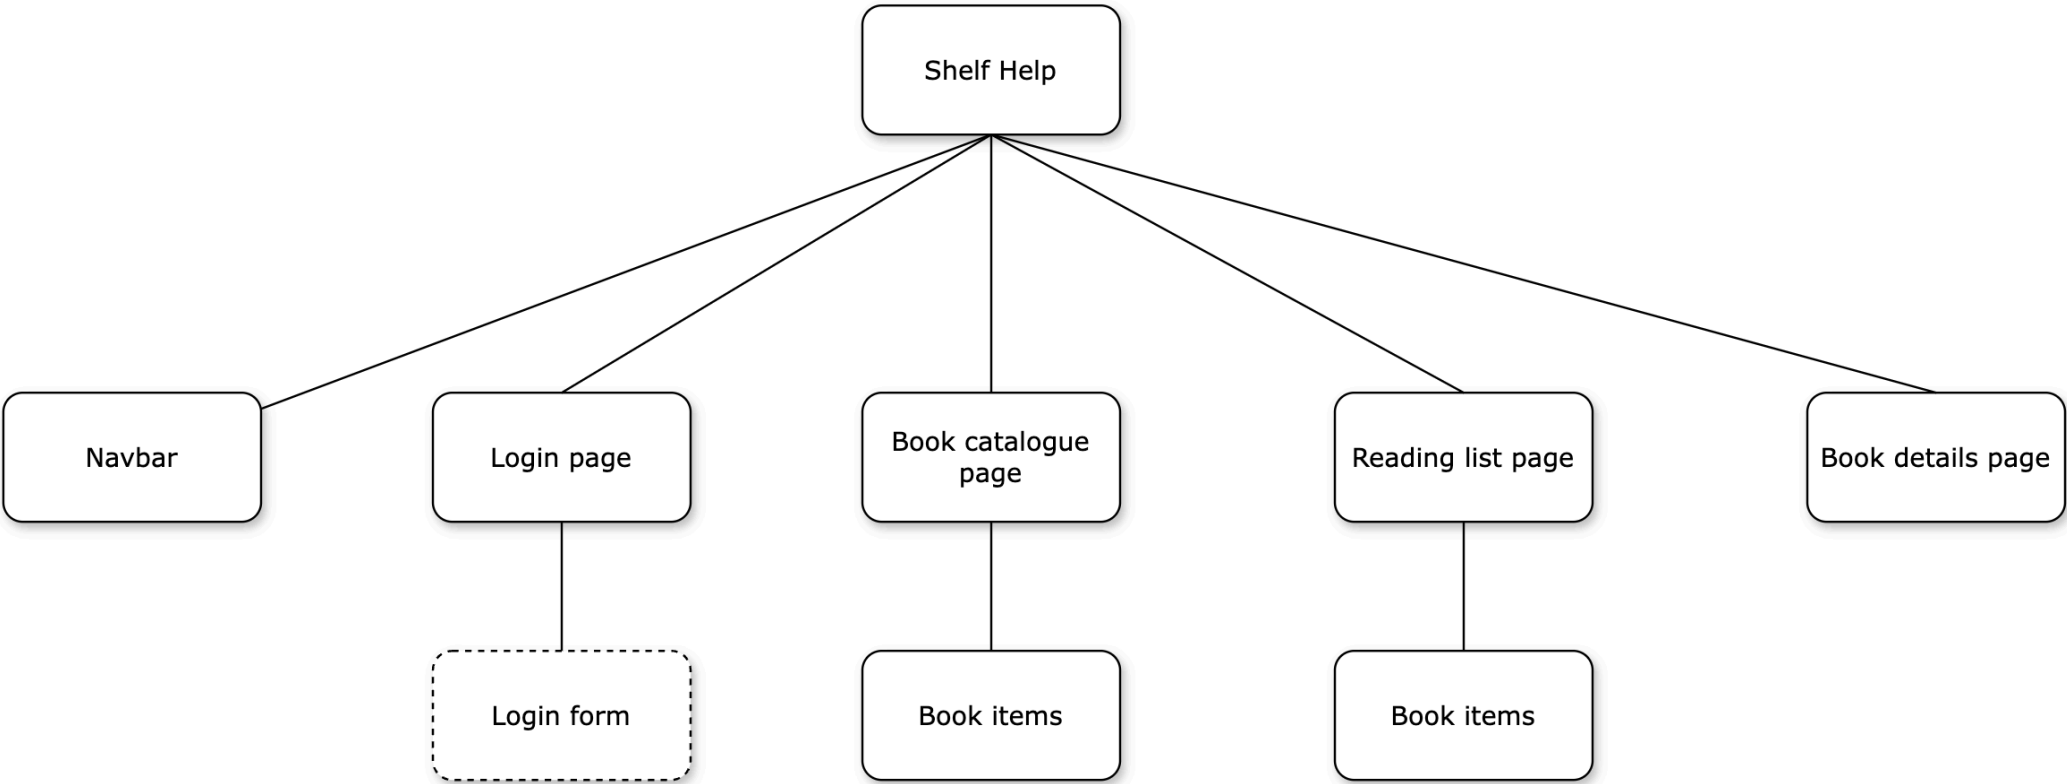 Shelf Help
Navbar
Login page
Book catalogue
page
Reading list page
Book details page
Login form
Book items
Book items